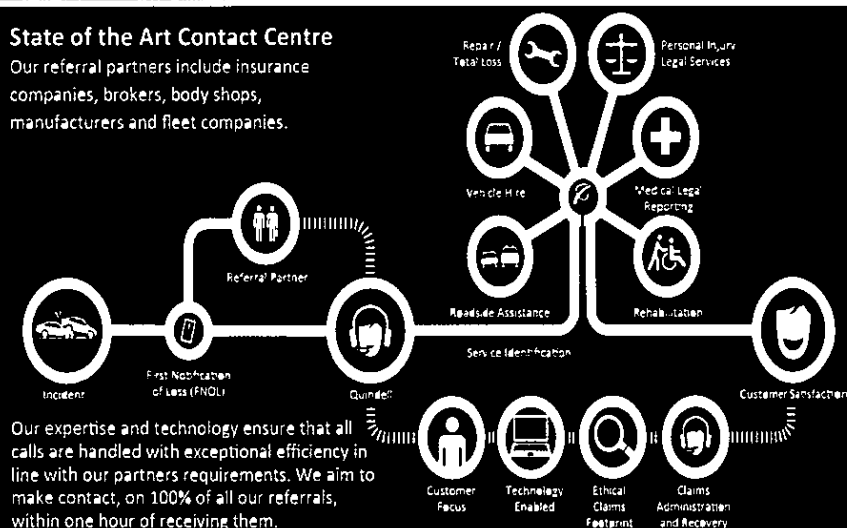 State of the Art Contact Centre
Our referral partners include insurance
companies, brokers, body shops,
manufacturers and fleet companies.
Repair /
Total Loss
Personal Injury
Legal Services
Vehicle Hire
Medical Legal
Reporting
Referral Partner
Roadside Assistance
Rehabilitation
Service Identification
Incident
First Notification
of Loss (FNOL)
Quindell
Customer Satisfaction
Our expertise and technology ensure that all
calls are handled with exceptional efficiency in
line with our partners requirements. We aim to
make contact, on 100% of all our referrals,
within one hour of receiving them.
Customer
Focus
Technology
Enabled
Ethical
Claims
Footprint
Claims
Administration
and Recovery